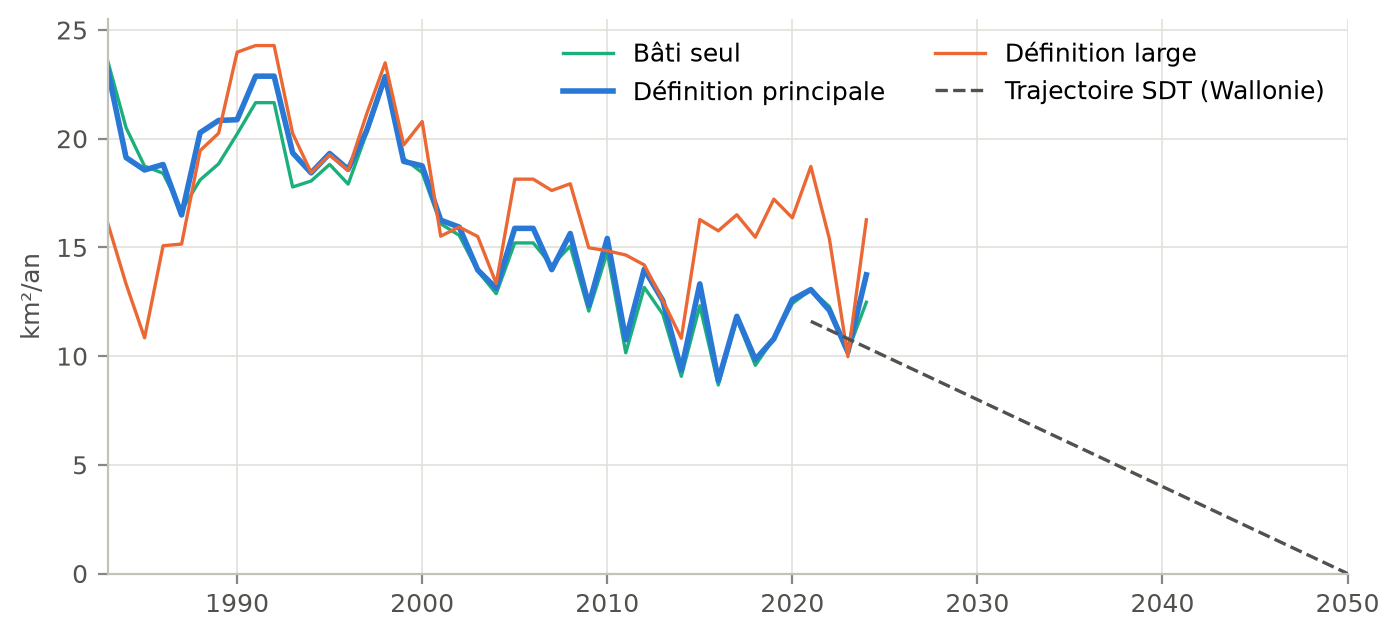 25
20
15
10
5
0
km²/an
Bâti seul
Définition principale
Définition large
Trajectoire SDT (Wallonie)
1990 2000 2010 2020 2030 2040 2050